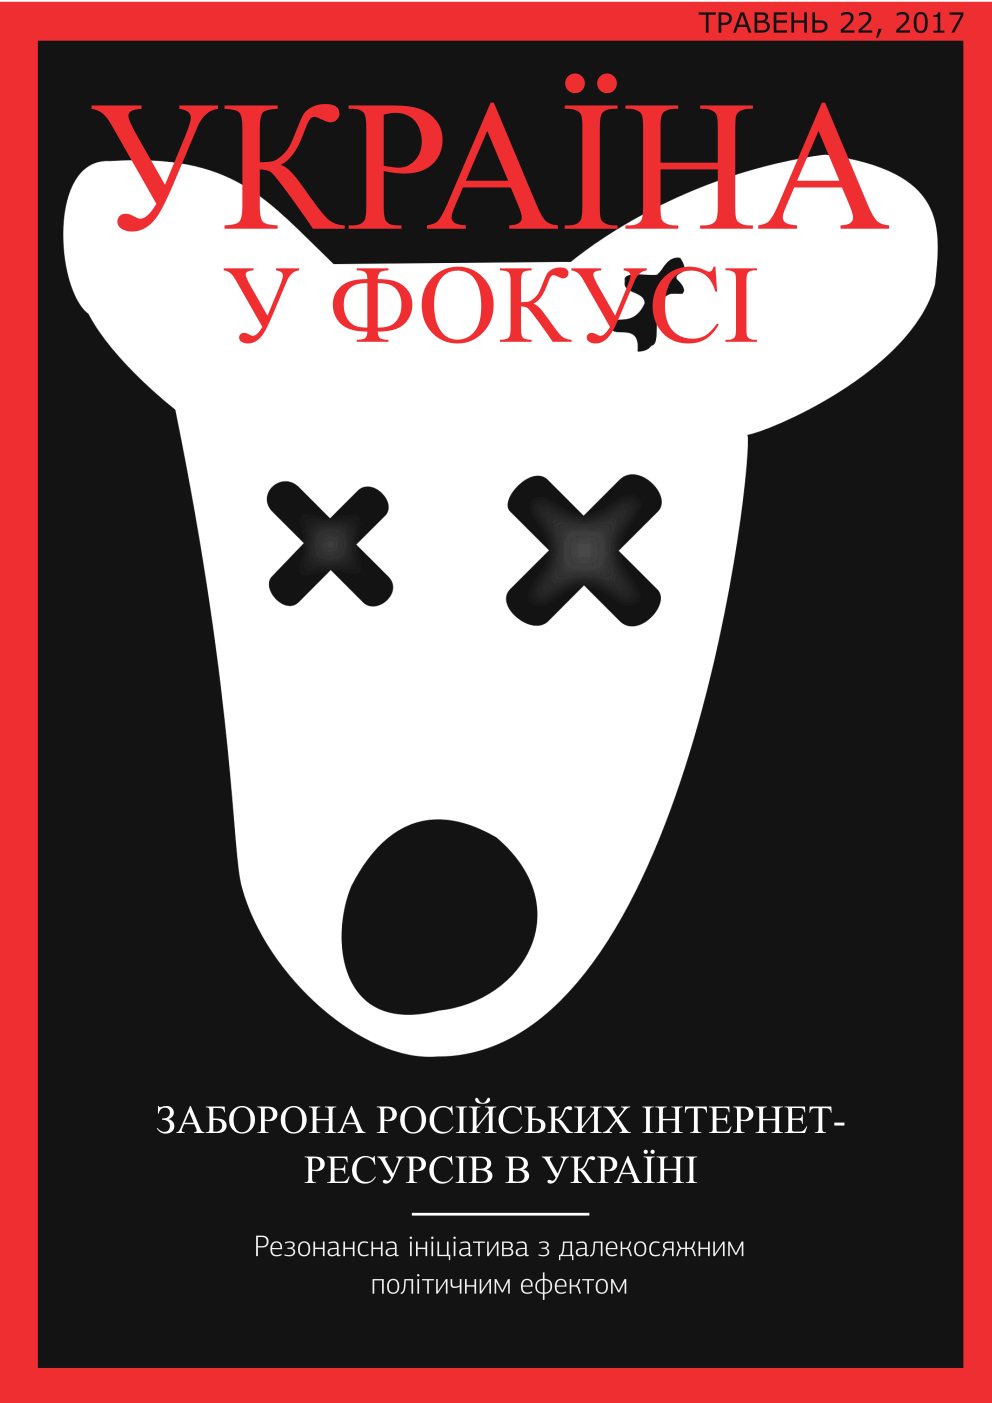 ТРАВЕНЬ 22, 2017
УКРАЇНА
У ФОКУСІ
ЗАБОРОНА РОСІЙСЬКИХ ІНТЕРНЕТ-
РЕСУРСІВ В УКРАЇНІ
Резонансна ініціатива з далекосяжним
політичним ефектом